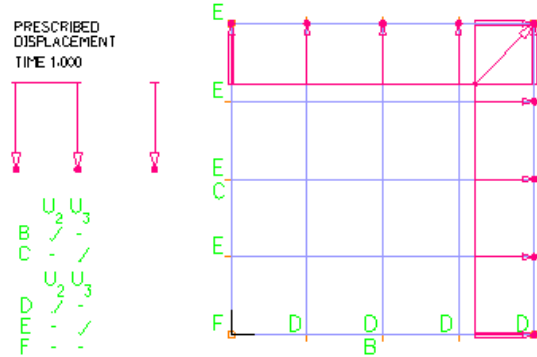 PRESCRIBED
DISPLACEMENT
TIME 1.000
U2 U3
B / -
C - /
U2 U3
D / -
E - /
F - -
E
E
E
C
E
F D D D D
B